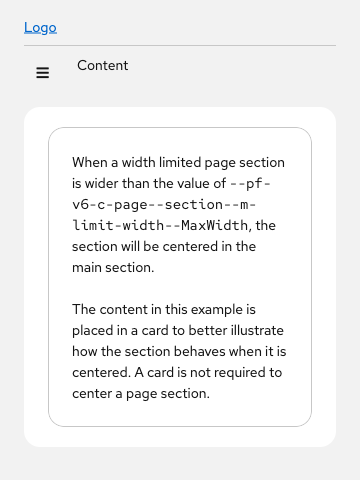 Logo
Content
When a width limited page section
is wider than the value of --pf-
v6-c-page--section--m-
limit-width--MaxWidth, the
section will be centered in the
main section.
The content in this example is
placed in a card to better illustrate
how the section behaves when it is
centered. A card is not required to
center a page section.